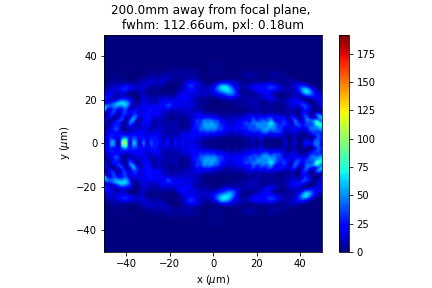 200.0mm away from focal plane,
fwhm: 112.66um, pxl: 0.18um
40
20
0
−20
−40
y (μm)
−40 −20 0 20 40
x (μm)
175
150
125
100
75
50
25
0